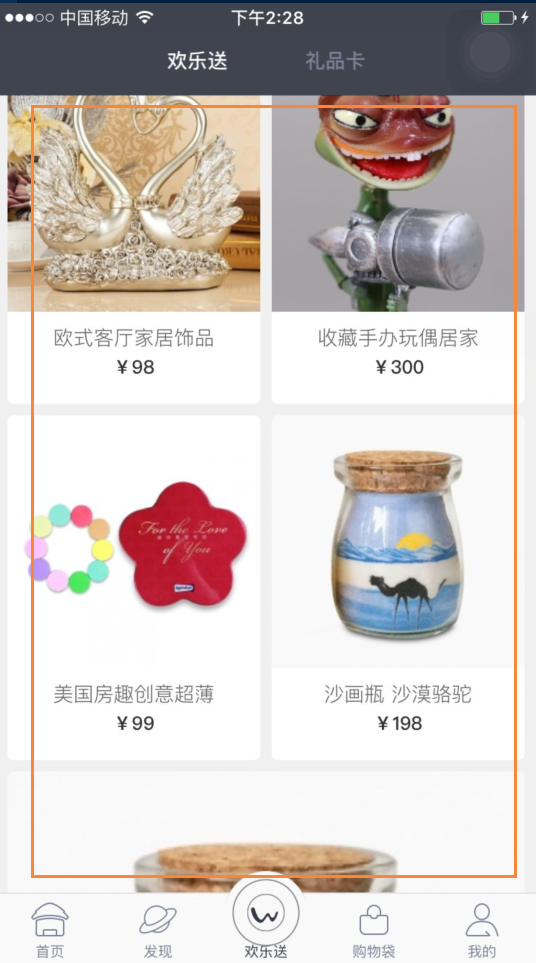 中国移动 下午2:28
欢乐送 礼品卡
欧式客厅家居饰品
¥98
收藏手办玩偶居家
¥300
For the Love
of You
美国房趣创意超薄
¥99
沙画瓶 沙漠骆驼
¥198
首页 发现 欢乐送 购物袋 我的